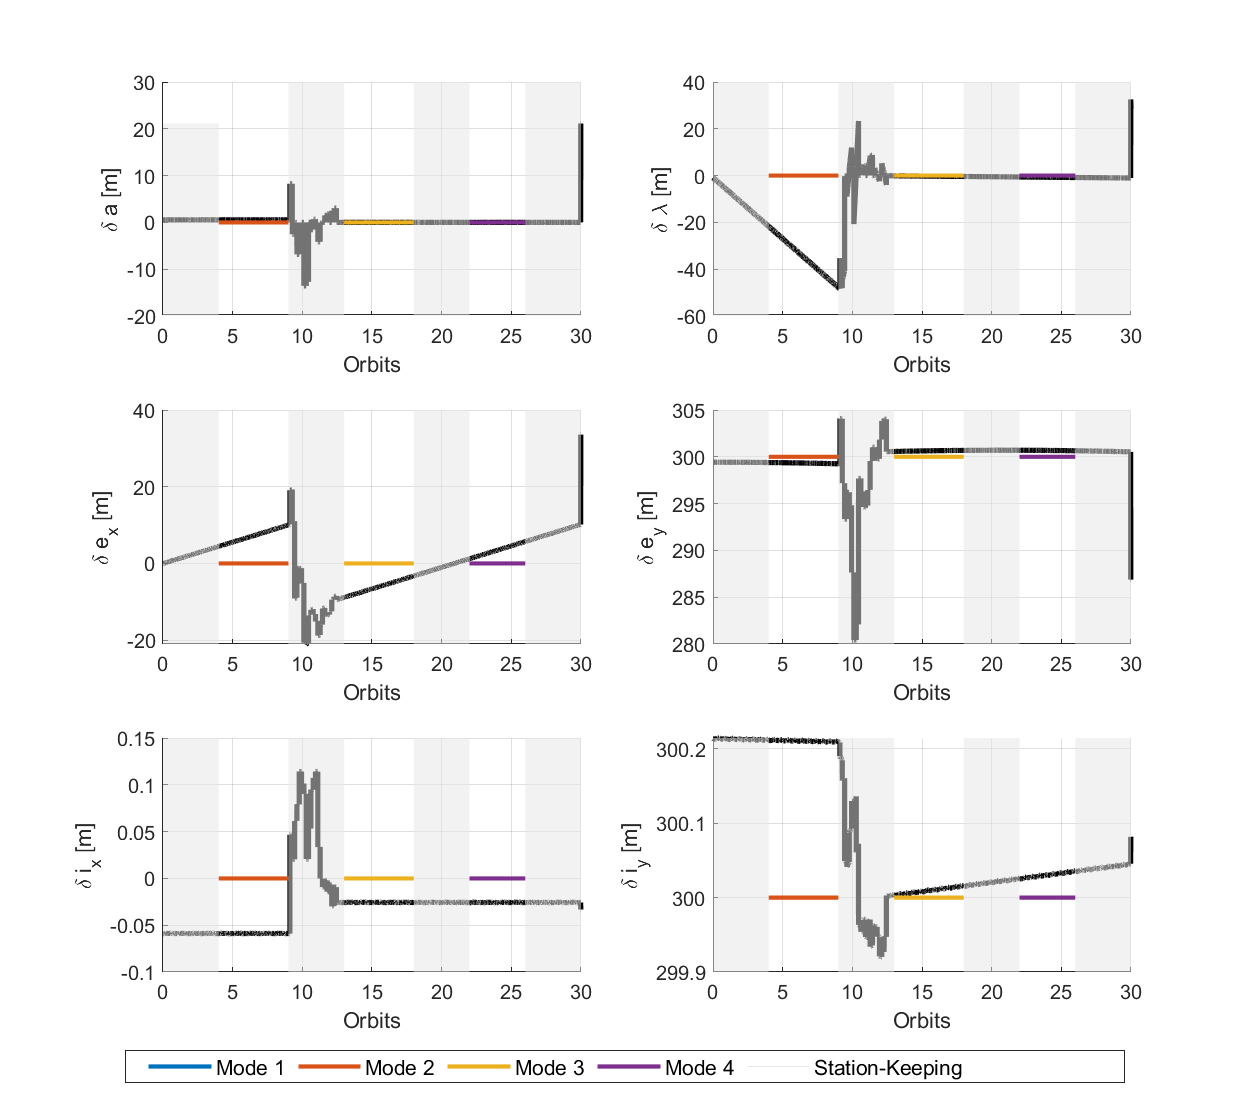 30
20
10
0
-10
-20
δ a [m]
0 5 10 15 20 25 30
Orbits
40
20
0
-20
-40
-60
δ λ [m]
0 5 10 15 20 25 30
Orbits
40
20
0
-20
δ e_x [m]
0 5 10 15 20 25 30
Orbits
305
300
295
290
285
280
δ e_y [m]
0 5 10 15 20 25 30
Orbits
0.15
0.1
0.05
0
-0.05
-0.1
δ i_x [m]
0 5 10 15 20 25 30
Orbits
300.2
300.1
300
299.9
δ i_y [m]
0 5 10 15 20 25 30
Orbits
Mode 1 Mode 2 Mode 3 Mode 4 Station-Keeping